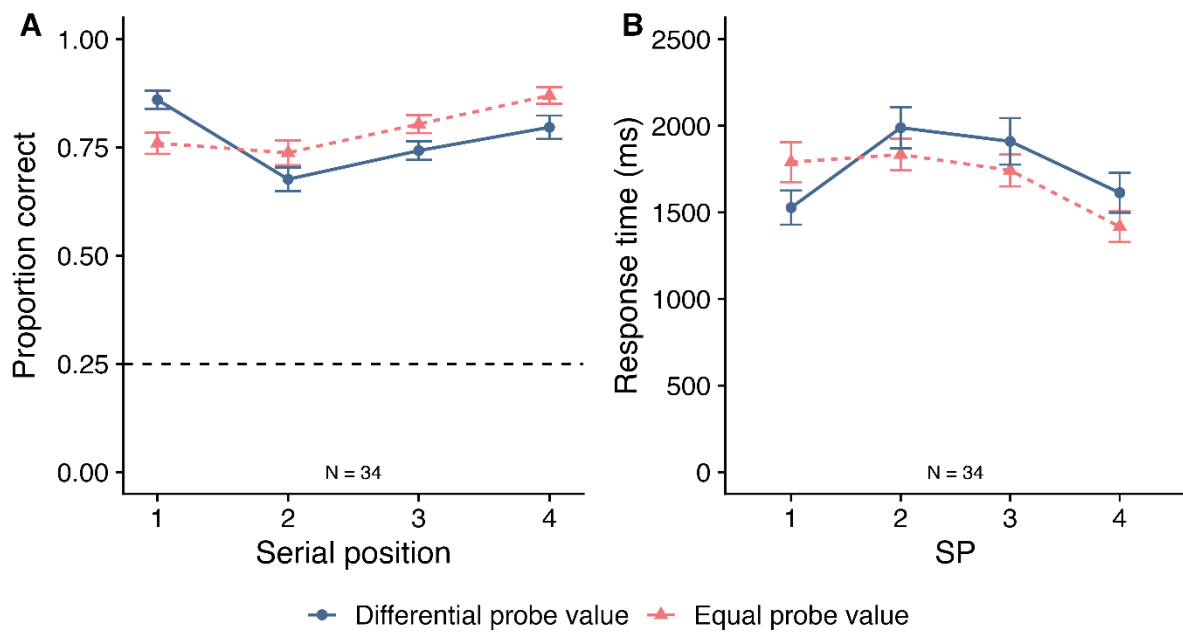 A
1.00
0.75
0.50
0.25
0.00
Proportion correct
N = 34
1 2 3 4
Serial position
B
2500
2000
1500
1000
500
0
Response time (ms)
N = 34
1 2 3 4
SP
Differential probe value Equal probe value